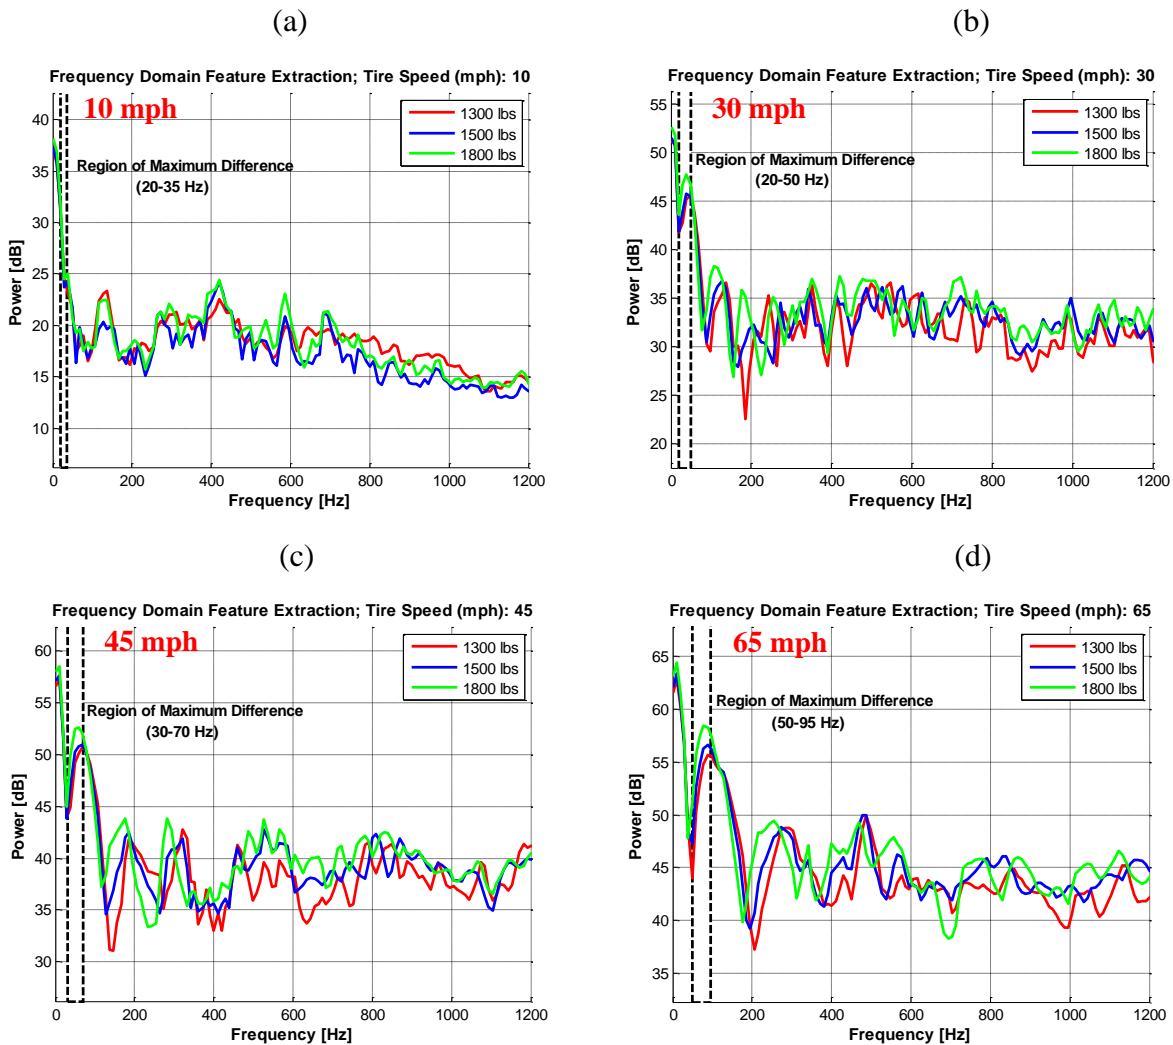 (a)
Frequency Domain Feature Extraction; Tire Speed (mph): 10
10 mph
1300 lbs
1500 lbs
1800 lbs
Region of Maximum Difference
(20-35 Hz)
Power [dB]
40
35
30
25
20
15
10
0 200 400 600 800 1000 1200
Frequency [Hz]
(b)
Frequency Domain Feature Extraction; Tire Speed (mph): 30
30 mph
1300 lbs
1500 lbs
1800 lbs
Region of Maximum Difference
(20-50 Hz)
Power [dB]
55
50
45
40
35
30
25
20
0 200 400 600 800 1000 1200
Frequency [Hz]
(c)
Frequency Domain Feature Extraction; Tire Speed (mph): 45
45 mph
1300 lbs
1500 lbs
1800 lbs
Region of Maximum Difference
(30-70 Hz)
Power [dB]
60
55
50
45
40
35
30
0 200 400 600 800 1000 1200
Frequency [Hz]
(d)
Frequency Domain Feature Extraction; Tire Speed (mph): 65
65 mph
1300 lbs
1500 lbs
1800 lbs
Region of Maximum Difference
(50-95 Hz)
Power [dB]
65
60
55
50
45
40
35
0 200 400 600 800 1000 1200
Frequency [Hz]